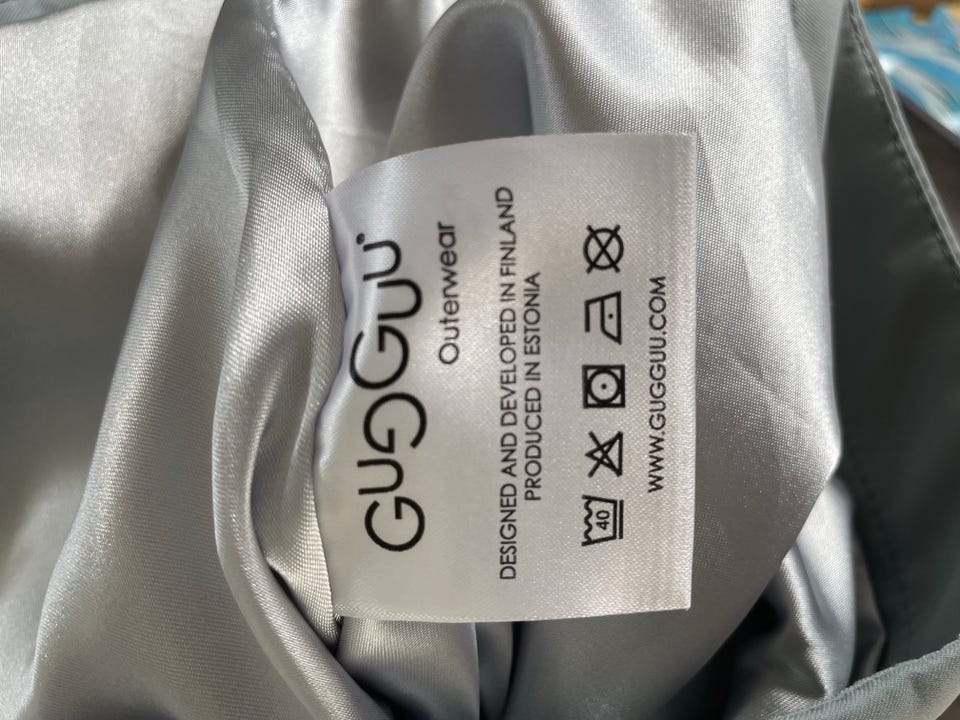 GUGGUU
Outerwear
DESIGNED AND DEVELOPED IN FINLAND
PRODUCED IN ESTONIA
40
WWW.GUGGUU.COM